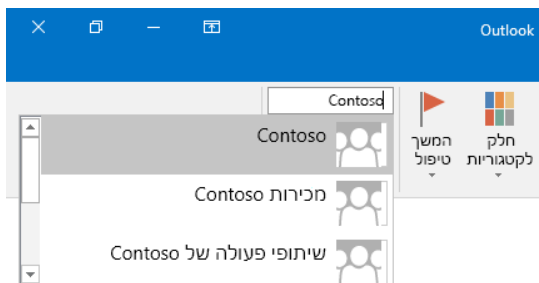 Outlook
Contoso
חלק לקטגוריות
המשך טיפול
Contoso
מכירות Contoso
שיתופי פעולה של Contoso